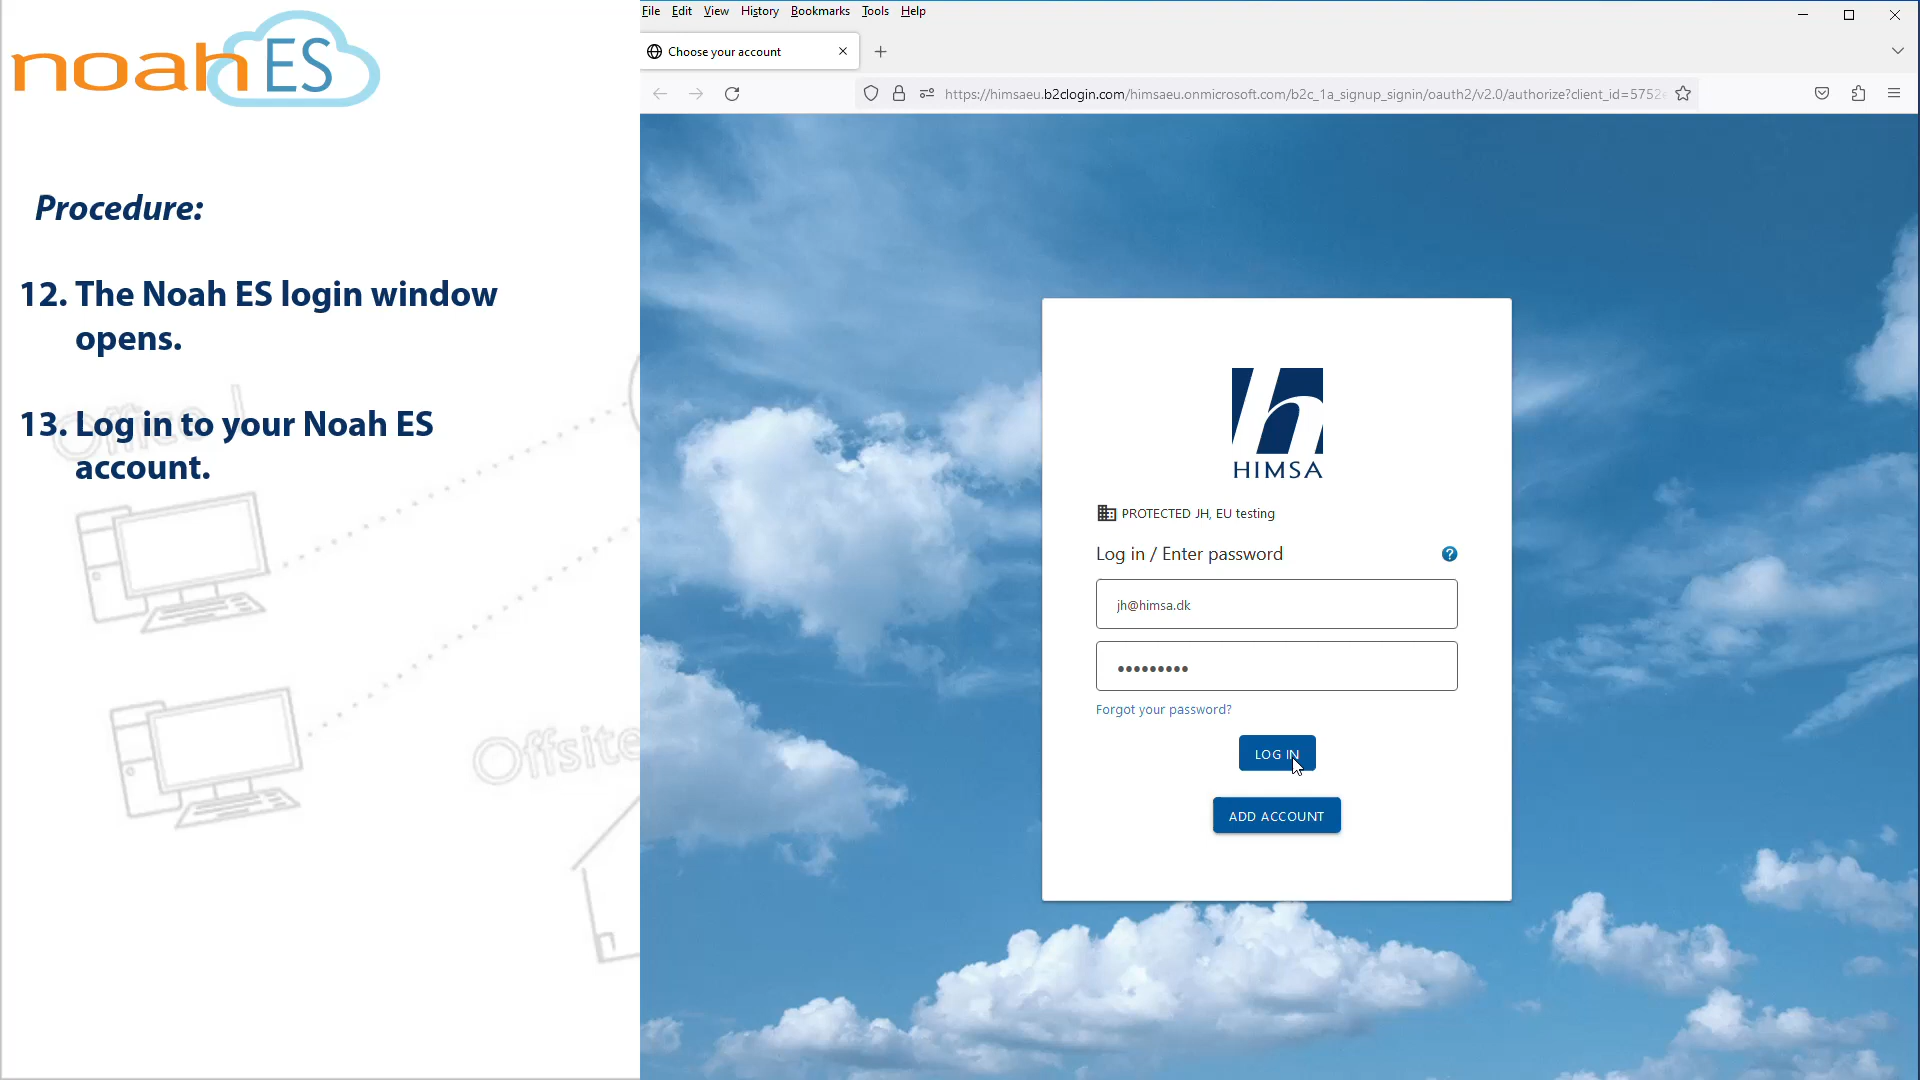 noahES
Procedure:
12. The Noah ES login window
opens.
13. Log in to your Noah ES
account.
Office
Offsite
File Edit View History Bookmarks Tools Help
Choose your account
https://himsaeu.b2clogin.com/himsaeu.onmicrosoft.com/b2c_1a_signup_signin/oauth2/v2.0/authorize?client_id=5752
HIMSA
PROTECTED JH, EU testing
Log in / Enter password
jh@himsa.dk
•••••••••
Forgot your password?
LOG IN
ADD ACCOUNT